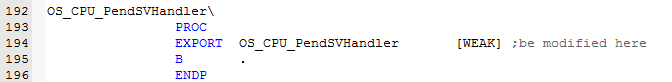 192 OS_CPU_PendSVHandler\
193 PROC
194 EXPORT OS_CPU_PendSVHandler [WEAK] ;be modified here
195 B .
196 ENDP